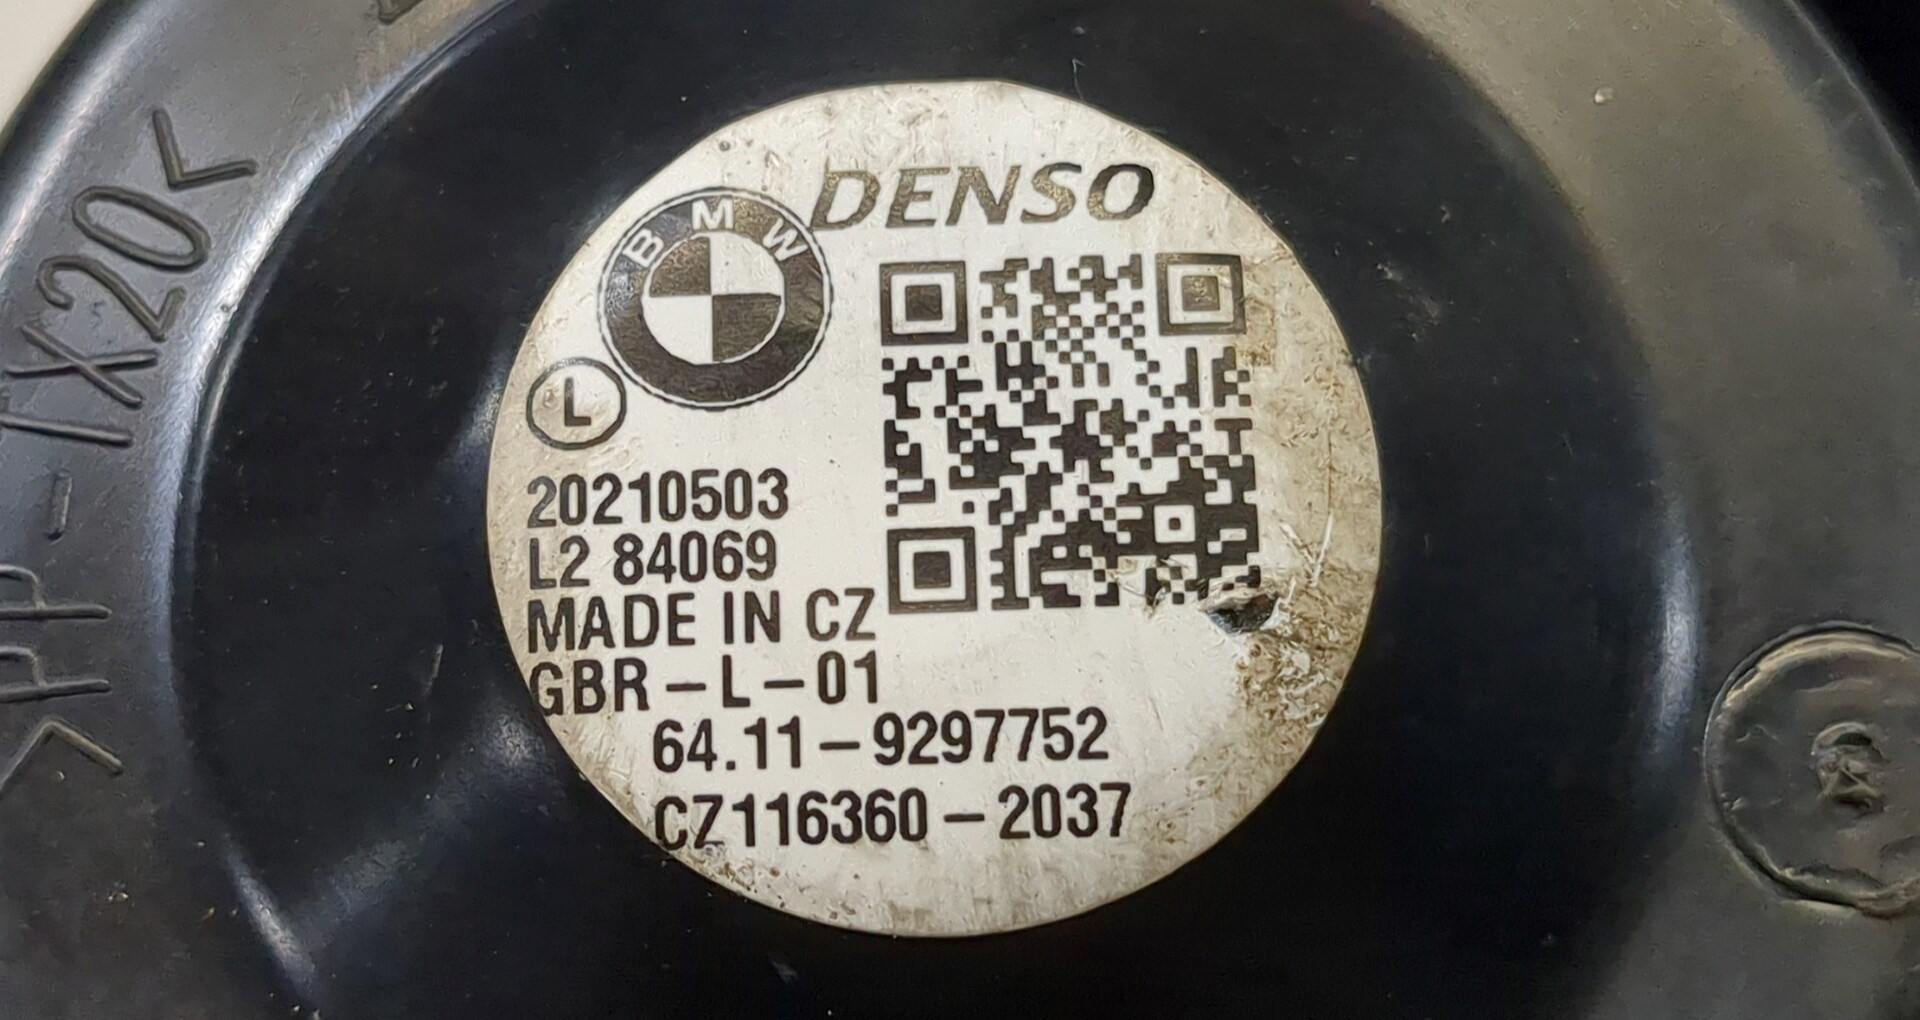 >PP-TX20<
DENSO
BMW
L
20210503
L2 84069
MADE IN CZ
GBR-L-01
64.11-9297752
CZ116360-2037